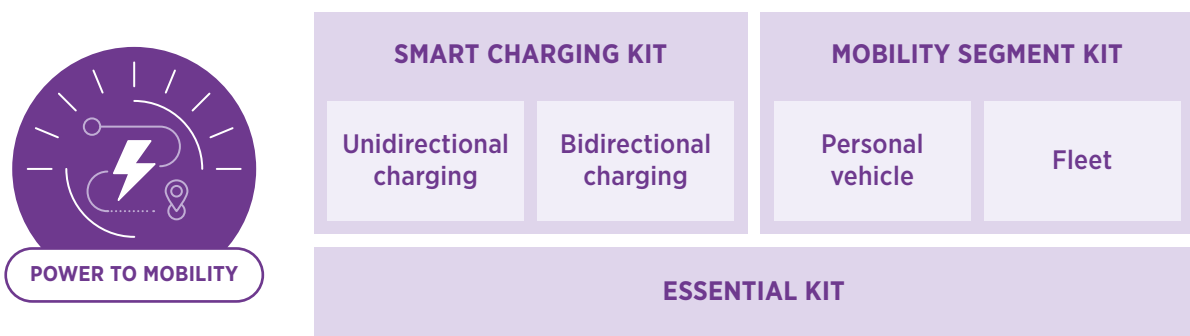 POWER TO MOBILITY
SMART CHARGING KIT
Unidirectional
charging
Bidirectional
charging
MOBILITY SEGMENT KIT
Personal
vehicle
Fleet
ESSENTIAL KIT